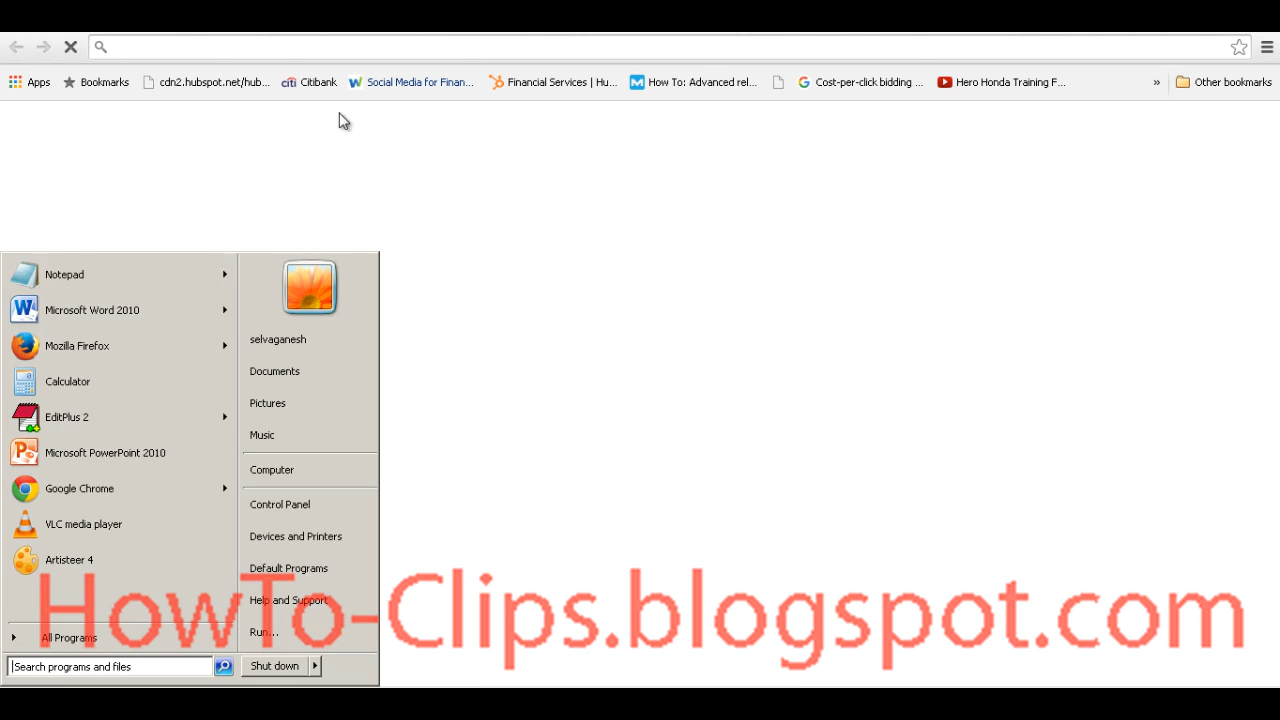 Apps Bookmarks cdn2.hubspot.net/hub... citi Citibank Social Media for Finan... Financial Services | Hu... How To: Advanced rel... Cost-per-click bidding ... Hero Honda Training F... » Other bookmarks
Notepad
Microsoft Word 2010
Mozilla Firefox
Calculator
EditPlus 2
Microsoft PowerPoint 2010
Google Chrome
VLC media player
Artisteer 4
All Programs
Search programs and files
selvaganesh
Documents
Pictures
Music
Computer
Control Panel
Devices and Printers
Default Programs
Help and Support
Run...
Shut down
HowTo-Clips.blogspot.com